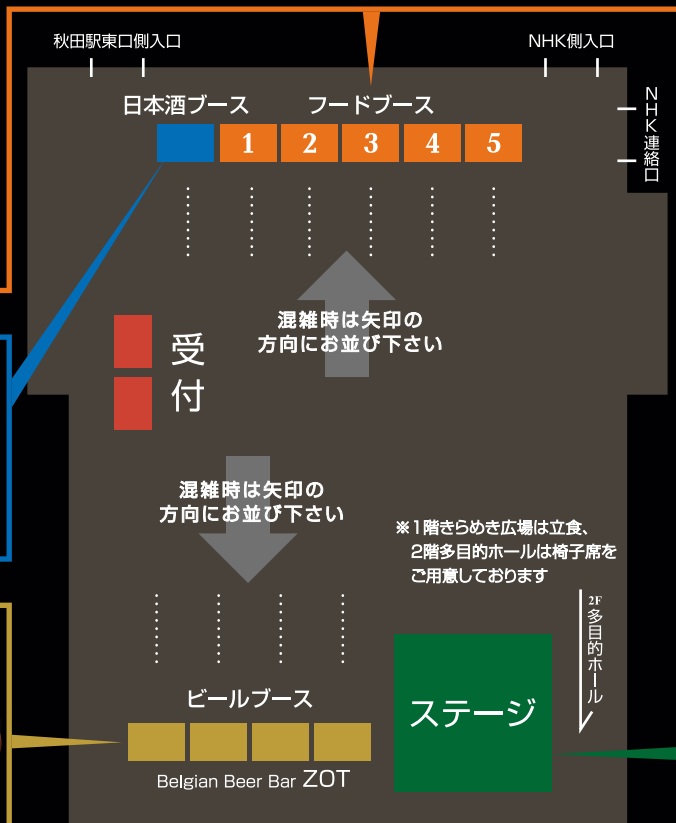 秋田駅東口側入口
NHK側入口
NHK連絡口
日本酒ブース
フードブース
1
2
3
4
5
混雑時は矢印の
方向にお並び下さい
受付
混雑時は矢印の
方向にお並び下さい
※1階きらめき広場は立食、
2階多目的ホールは椅子席を
ご用意しております
2F多目的ホール
ステージ
ビールブース
Belgian Beer Bar ZOT